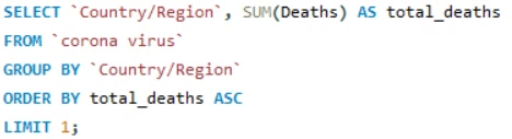 SELECT `Country/Region`, SUM(Deaths) AS total_deaths
FROM `corona virus`
GROUP BY `Country/Region`
ORDER BY total_deaths ASC
LIMIT 1;